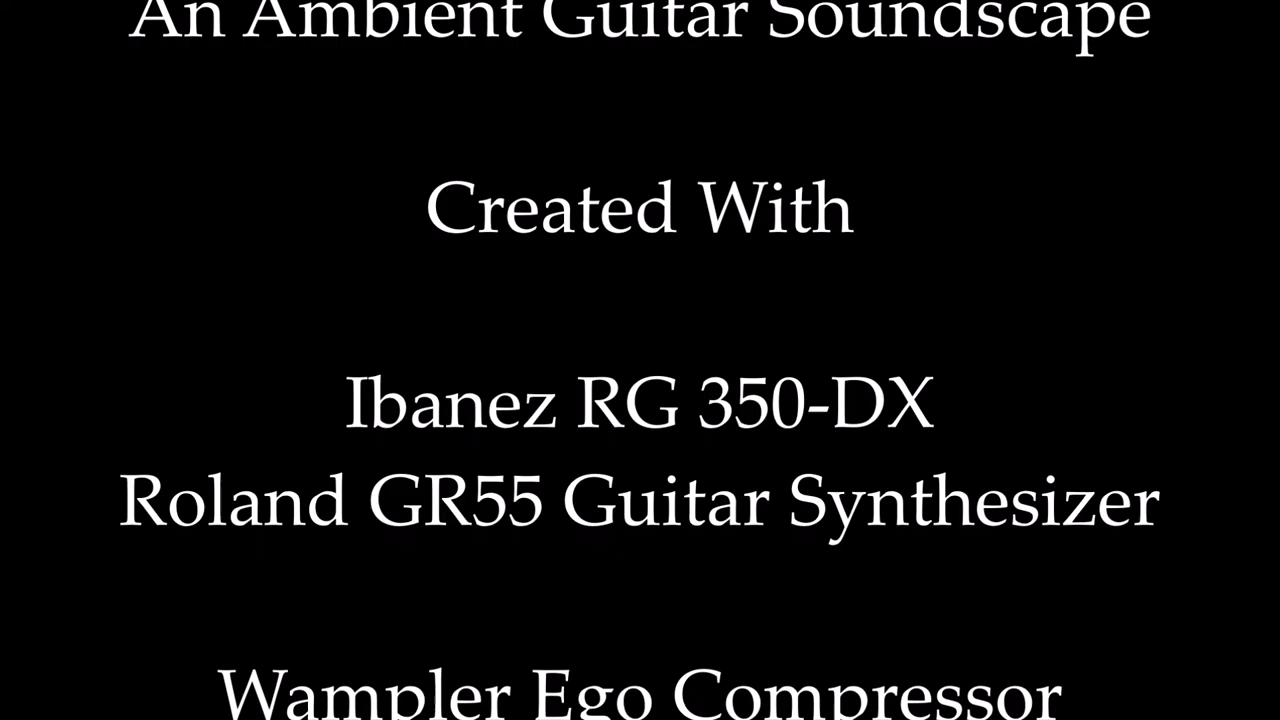 An Ambient Guitar Soundscape
Created With
Ibanez RG 350-DX
Roland GR55 Guitar Synthesizer
Wampler Ego Compressor